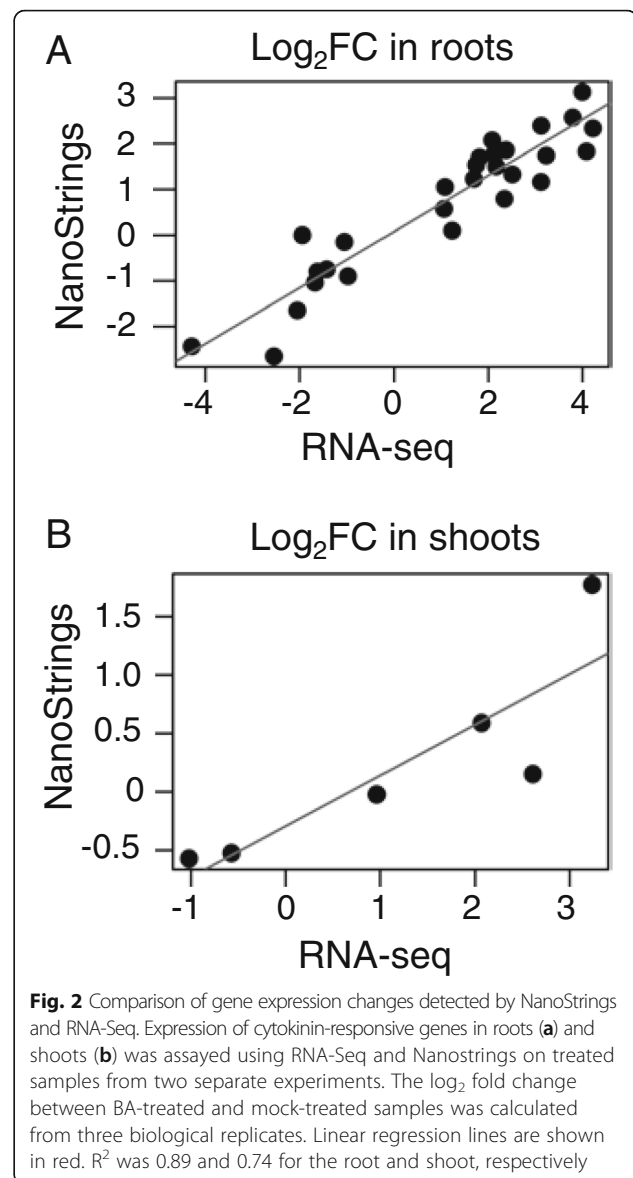 A
Log₂FC in roots
NanoStrings
3
2
1
0
-1
-2
-4 -2 0 2 4
RNA-seq
B
Log₂FC in shoots
NanoStrings
1.5
1.0
0.5
0
-0.5
-1 0 1 2 3
RNA-seq
Fig. 2 Comparison of gene expression changes detected by NanoStrings
and RNA-Seq. Expression of cytokinin-responsive genes in roots (a) and
shoots (b) was assayed using RNA-Seq and Nanostrings on treated
samples from two separate experiments. The log₂ fold change
between BA-treated and mock-treated samples was calculated
from three biological replicates. Linear regression lines are shown
in red. R² was 0.89 and 0.74 for the root and shoot, respectively